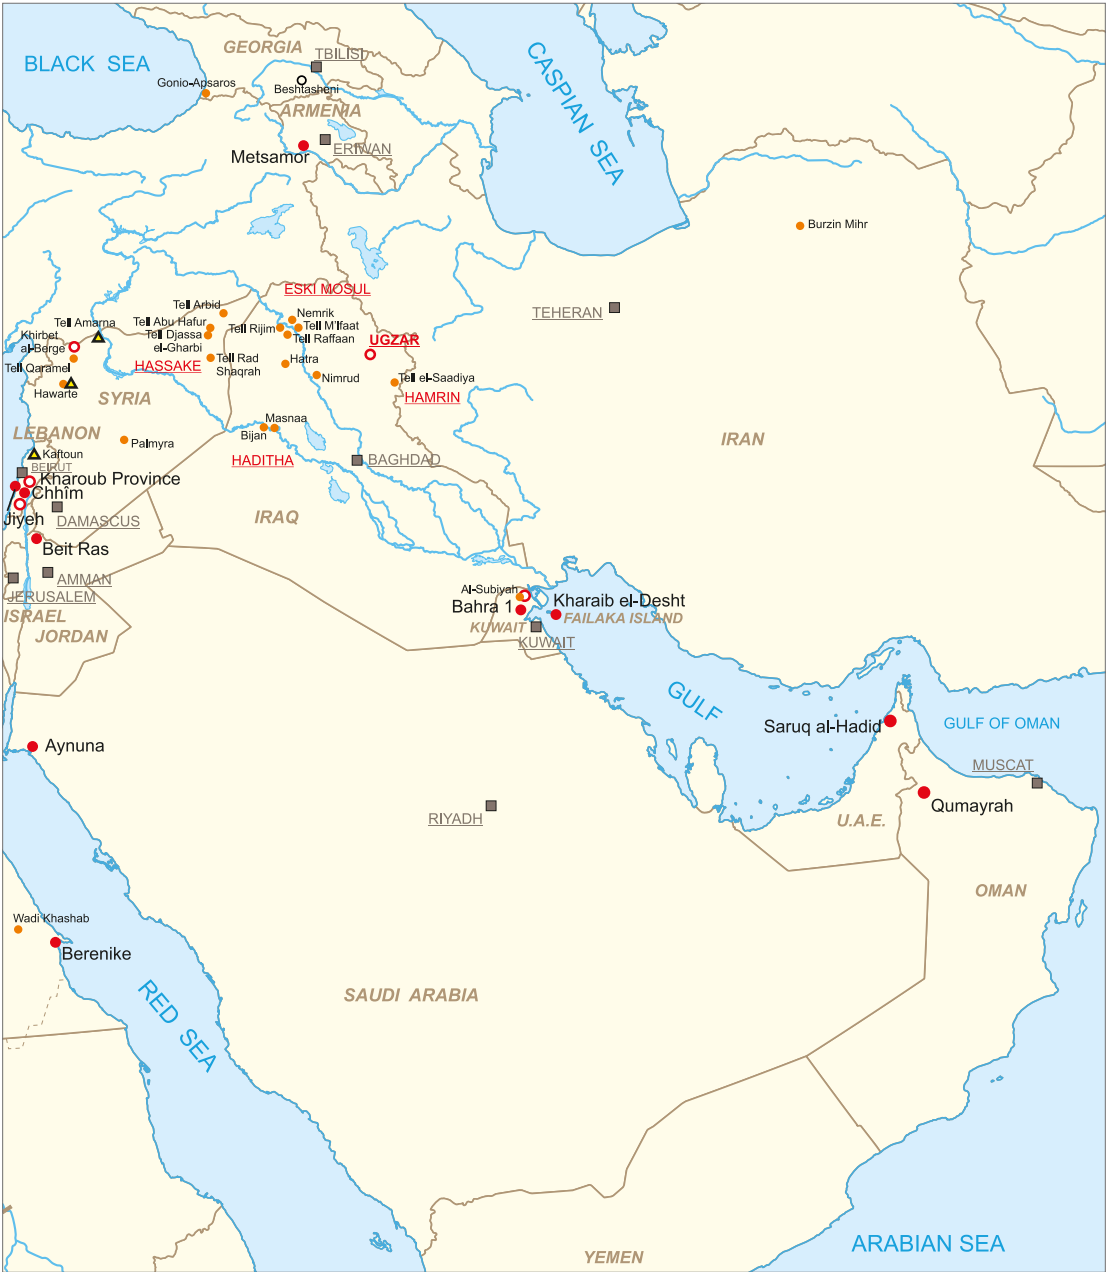 GEORGIA
TBILISI
BLACK SEA
Gonio-Apsaros
Beshtasheni
CASPIAN SEA
ARMENIA
ERIWAN
Metsamor
Burzin Mihr
ESKI MOSUL
Tell Arbid
Nemrik
TEHERAN
Tell Amarna
Tell Abu Hafur
Tell Rijim
Tell M'lfaat
Khirbet
al-Berge
Tell Djassa
el-Gharbi
Tell Raffaan
UGZAR
Tell Qaramel
HASSAKE
Tell Rad
Shaqrah
Hatra
Nimrud
Tell el-Saadiya
Hawarte
SYRIA
HAMRIN
Masnaa
LEBANON
Palmyra
Bijan
IRAN
Kaftoun
HADITHA
BAGHDAD
BEIRUT
Kharoub Province
Chhîm
Jiyeh
DAMASCUS
IRAQ
Beit Ras
AMMAN
JERUSALEM
Al-Subiyah
Bahra 1
Kharaib el-Desht
ISRAEL
JORDAN
KUWAIT
FAILAKA ISLAND
KUWAIT
GULF
Saruq al-Hadid
GULF OF OMAN
Aynuna
MUSCAT
RIYADH
U.A.E.
Qumayrah
OMAN
Wadi Khashab
Berenike
SAUDI ARABIA
RED SEA
YEMEN
ARABIAN SEA